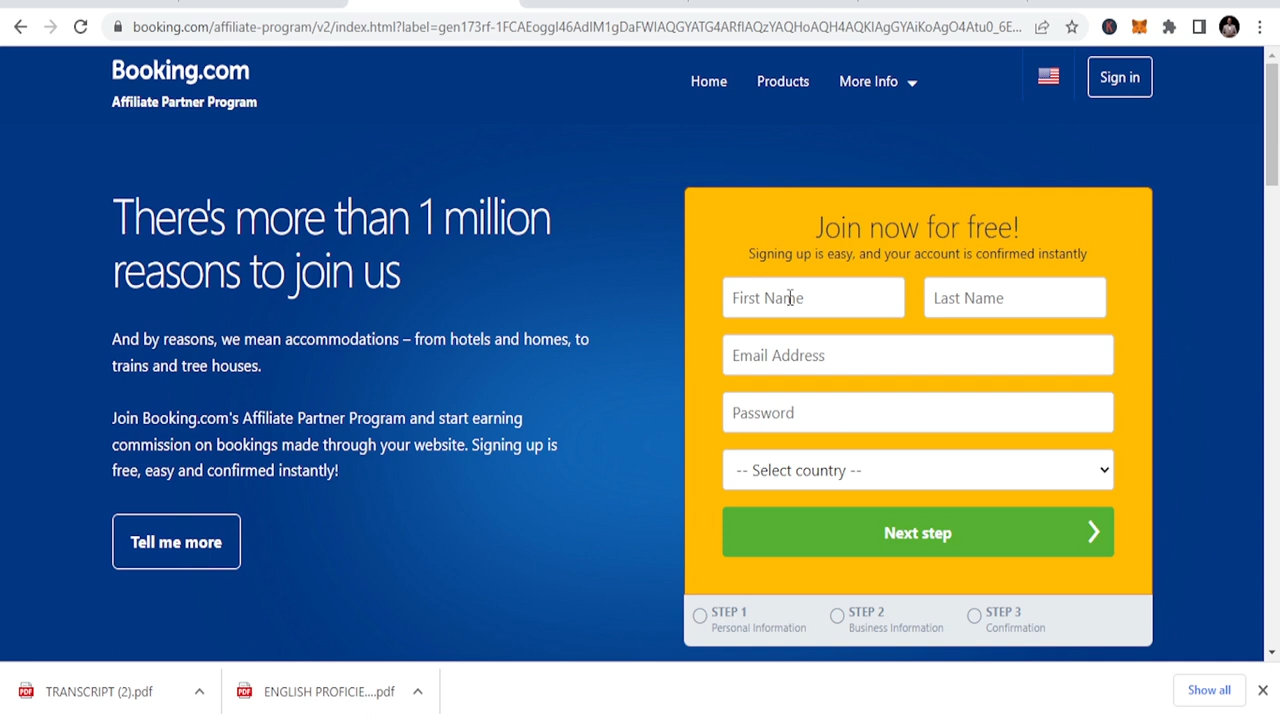 booking.com/affiliate-program/v2/index.html?label=gen173rf-1FCAEoggI46AdIM1gDaFWIAQGYATG4ARfIAQzYAQHoAQH4AQKIAgGYAiKoAgO4Atu0_6E...
Booking.com
Affiliate Partner Program
Home Products More Info
Sign in
There's more than 1 million
reasons to join us
And by reasons, we mean accommodations – from hotels and homes, to
trains and tree houses.
Join Booking.com's Affiliate Partner Program and start earning
commission on bookings made through your website. Signing up is
free, easy and confirmed instantly!
Tell me more
Join now for free!
Signing up is easy, and your account is confirmed instantly
First Name Last Name
Email Address
Password
-- Select country --
Next step
STEP 1 STEP 2 STEP 3
Personal Information Business Information Confirmation
TRANSCRIPT (2).pdf ENGLISH PROFICIE....pdf Show all